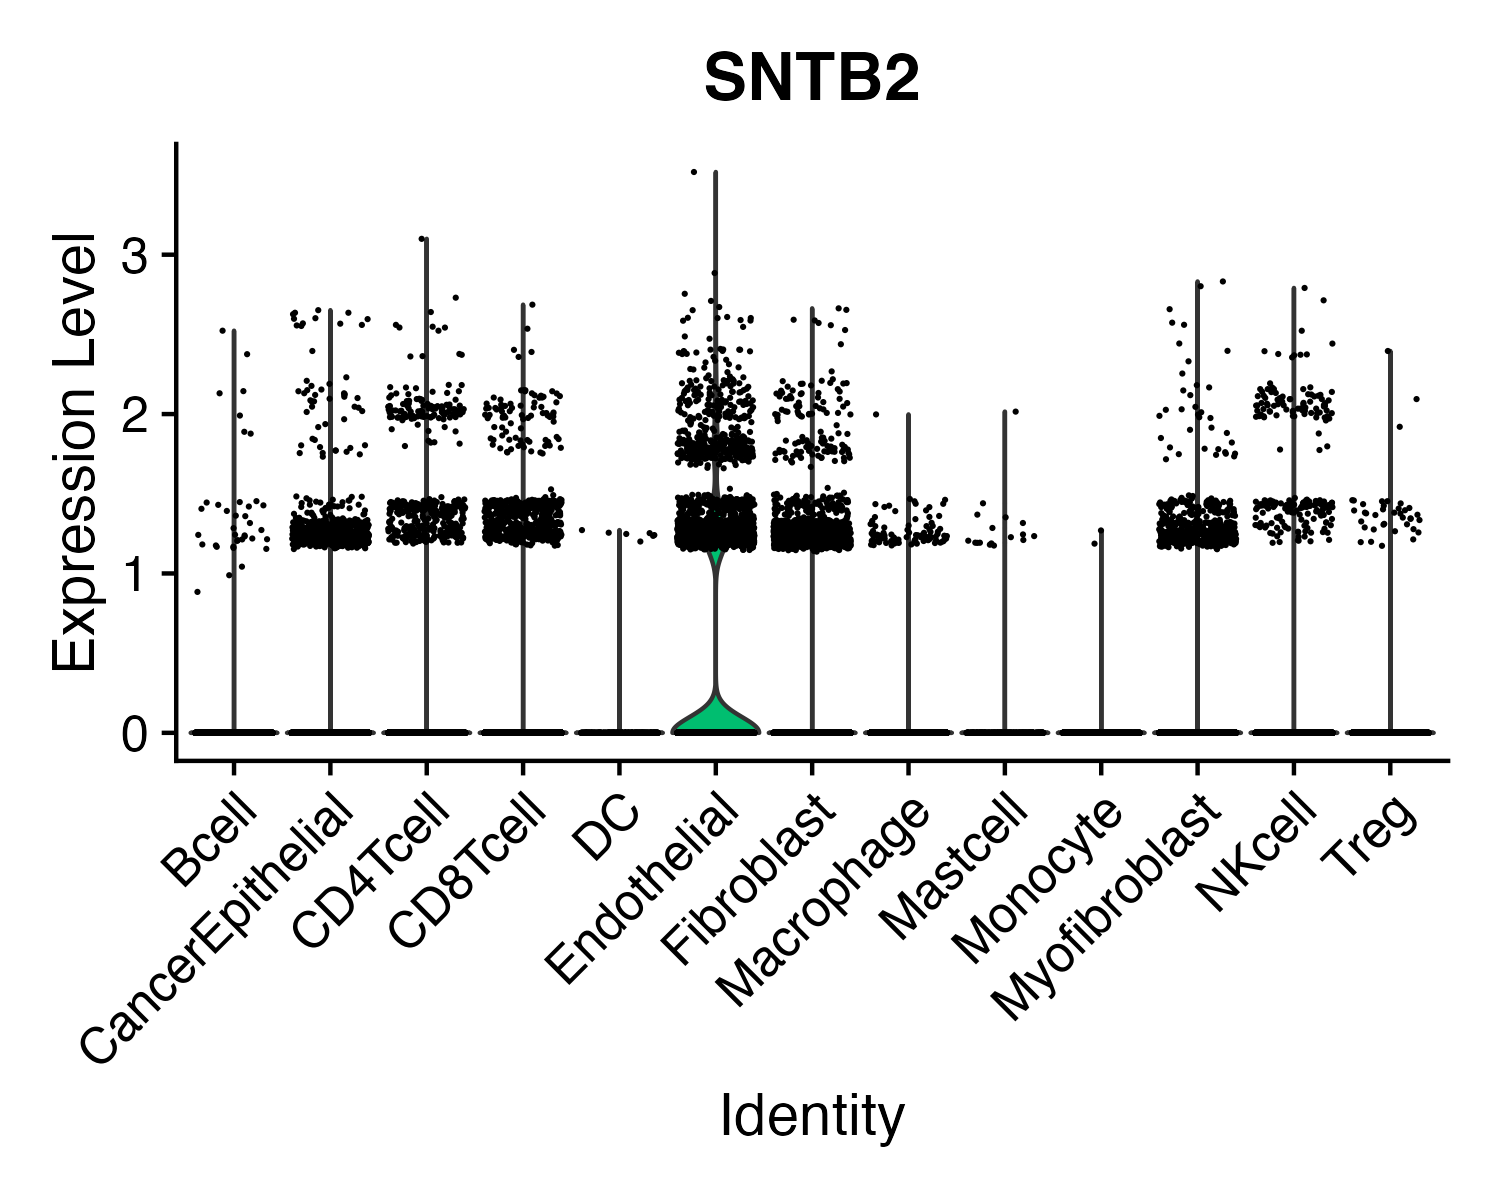 SNTB2
Expression Level
3
2
1
0
Bcell
CancerEpithelial
CD4Tcell
CD8Tcell
DC
Endothelial
Fibroblast
Macrophage
Mastcell
Monocyte
Myofibroblast
NKcell
Treg
Identity